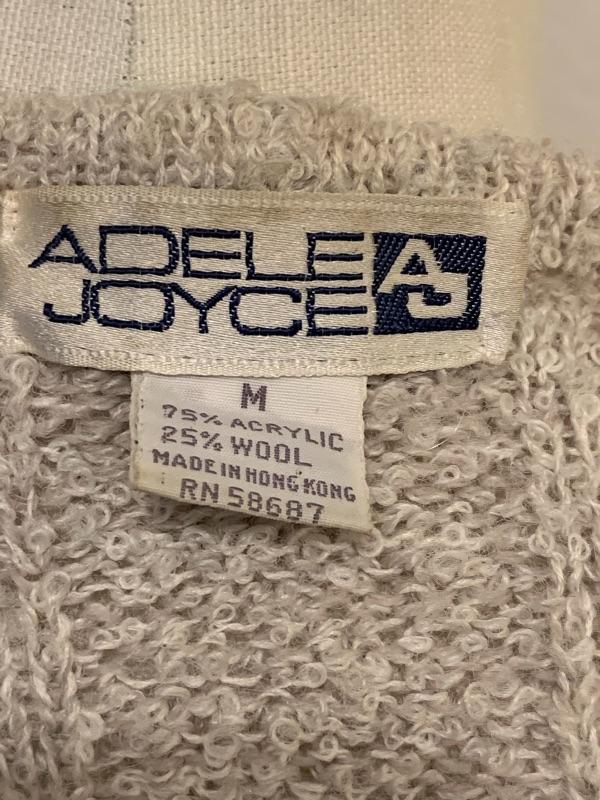 ADELE
JOYCE AJ
M
75% ACRYLIC
25% WOOL
MADE IN HONG KONG
RN 58687